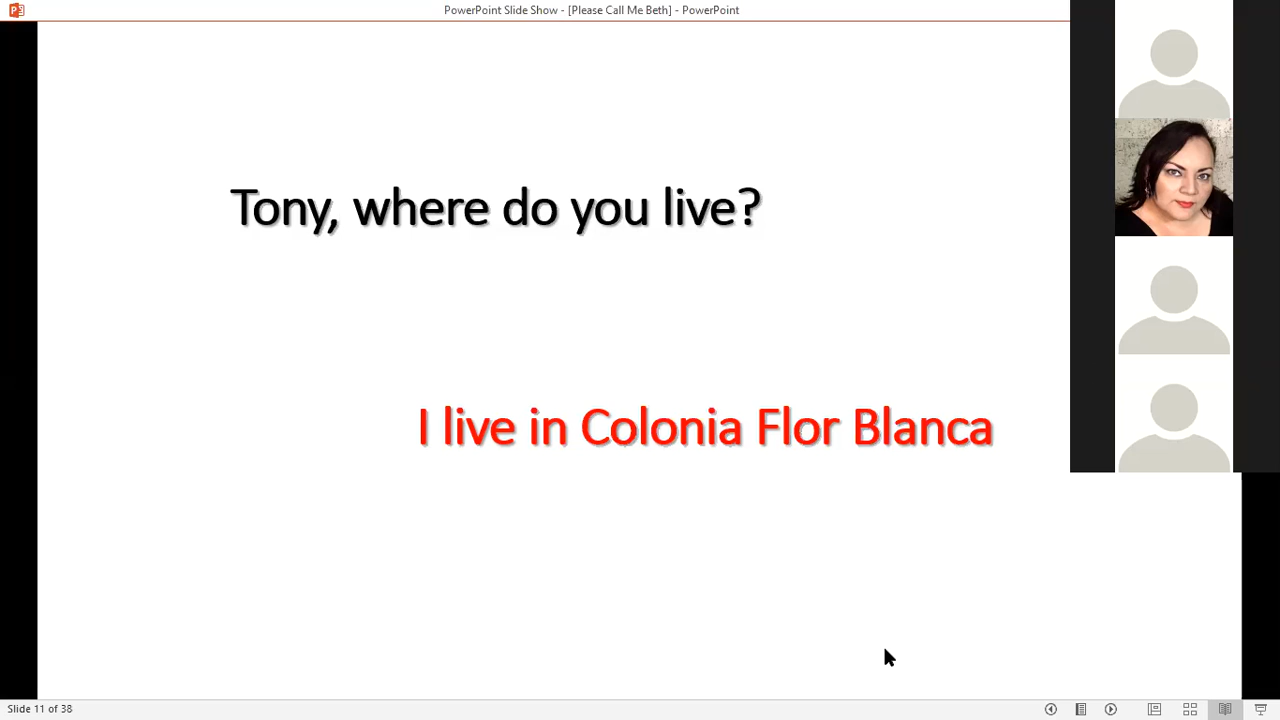 PowerPoint Slide Show - [Please Call Me Beth] - PowerPoint
Tony, where do you live?
I live in Colonia Flor Blanca
Slide 11 of 38